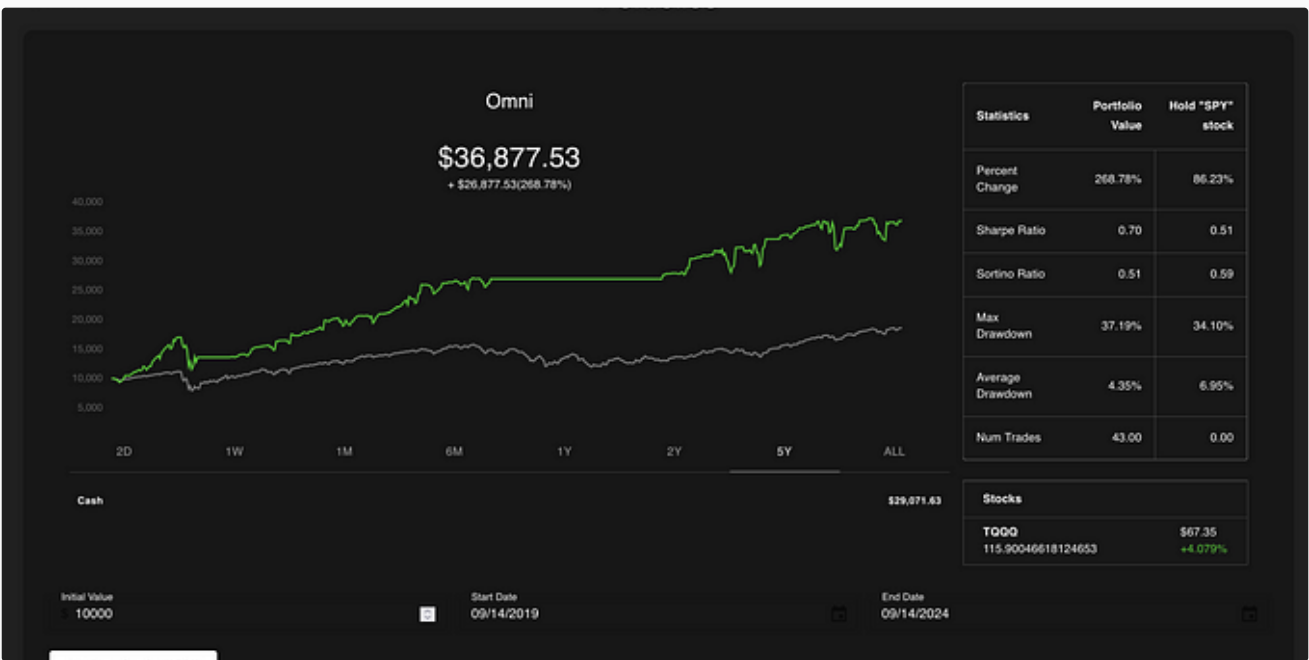 Omni
$36,877.53
+ $26,877.53(268.78%)
40,000
35,000
30,000
25,000
20,000
15,000
10,000
5,000
2D 1W 1M 6M 1Y 2Y 5Y ALL
Cash $29,071.63
Statistics Portfolio Value Hold "SPY" stock
Percent Change 268.78% 86.23%
Sharpe Ratio 0.70 0.51
Sortino Ratio 0.51 0.59
Max Drawdown 37.19% 34.10%
Average Drawdown 4.35% 6.95%
Num Trades 43.00 0.00
Stocks
TQQQ $67.35
115.90046618124653 +4.079%
Initial Value Start Date End Date
$ 10000 09/14/2019 09/14/2024